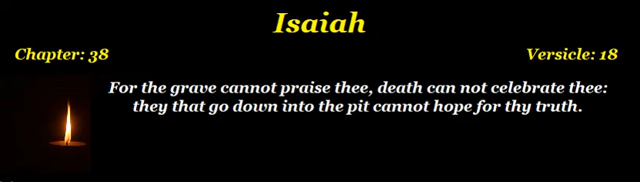 Isaiah
Chapter: 38 Versicle: 18
For the grave cannot praise thee, death can not celebrate thee:
they that go down into the pit cannot hope for thy truth.